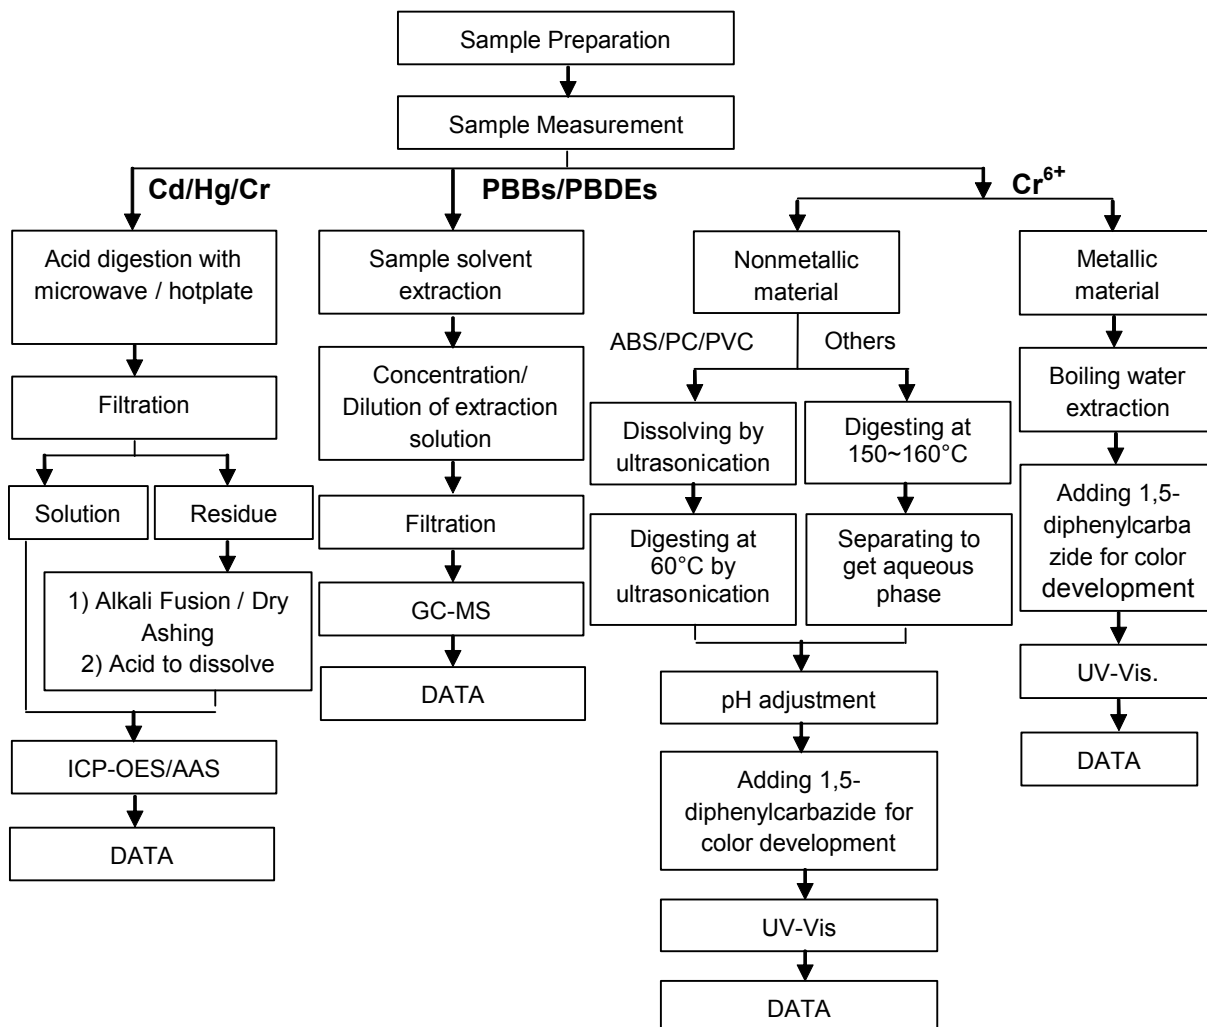 Sample Preparation
Sample Measurement
Cd/Hg/Cr
PBBs/PBDEs
Cr⁶⁺
Acid digestion with
microwave / hotplate
Filtration
Solution
Residue
1) Alkali Fusion / Dry
Ashing
2) Acid to dissolve
ICP-OES/AAS
DATA
Sample solvent
extraction
Concentration/
Dilution of extraction
solution
Filtration
GC-MS
DATA
Nonmetallic
material
ABS/PC/PVC
Others
Dissolving by
ultrasonication
Digesting at
60°C by
ultrasonication
Digesting at
150~160°C
Separating to
get aqueous
phase
pH adjustment
Adding 1,5-
diphenylcarbazide for
color development
UV-Vis
DATA
Metallic
material
Boiling water
extraction
Adding 1,5-
diphenylcarba
zide for color
development
UV-Vis.
DATA